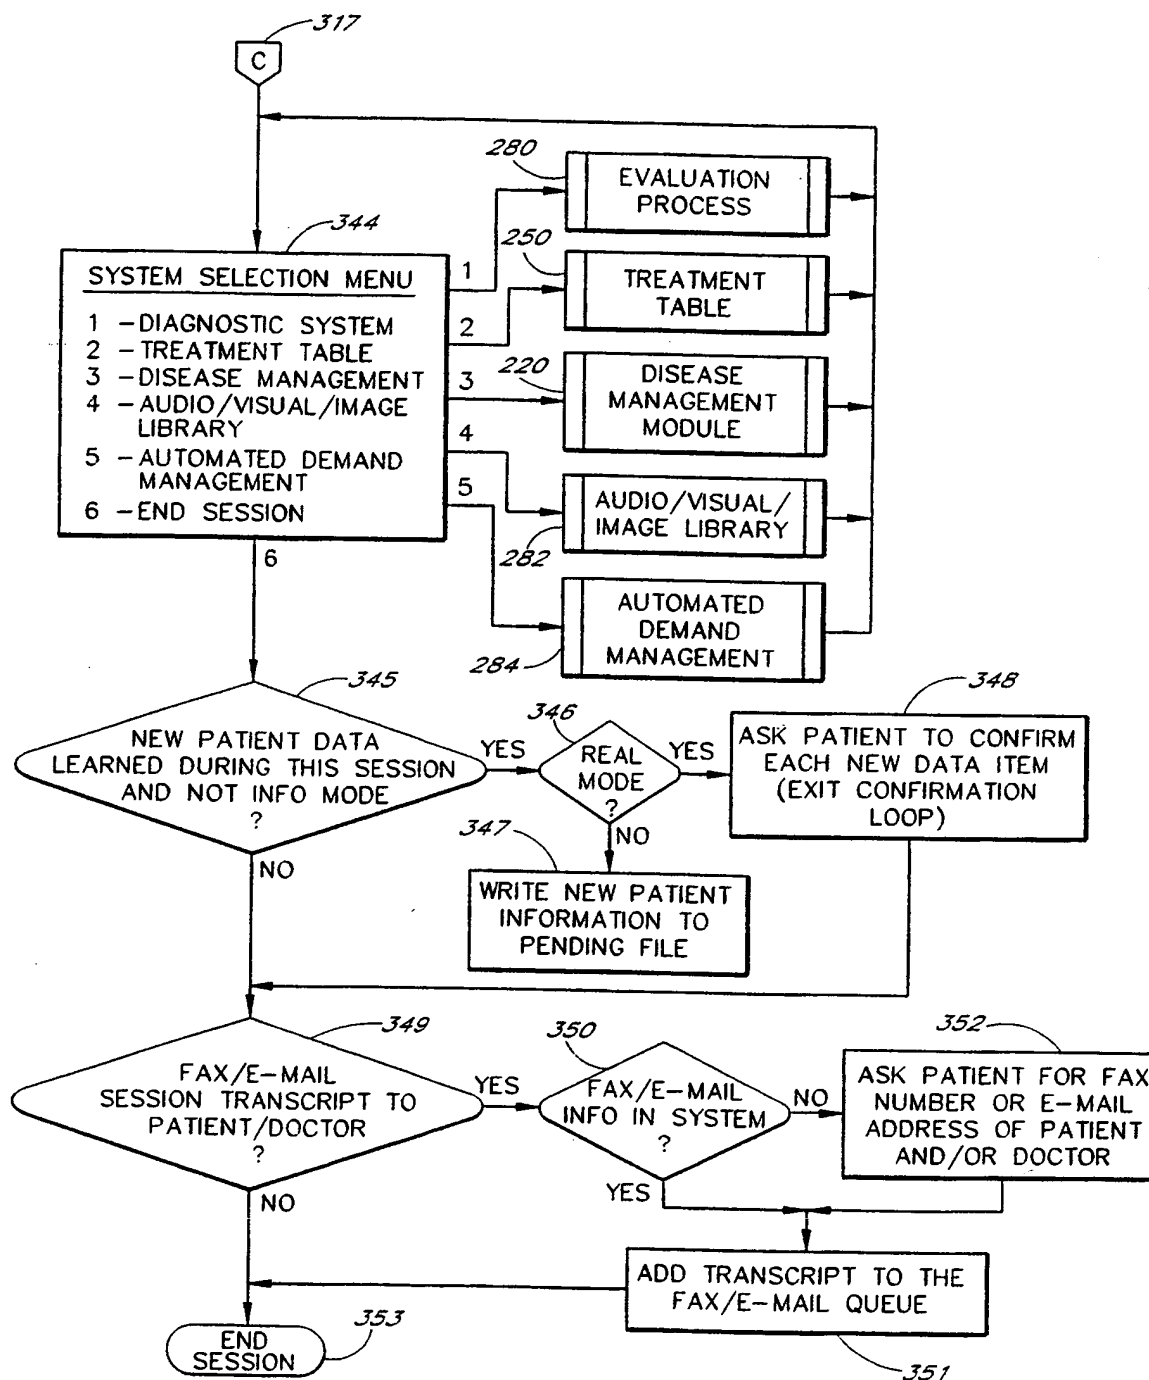 317
C
280
EVALUATION
PROCESS
344
SYSTEM SELECTION MENU
1 -DIAGNOSTIC SYSTEM
2 -TREATMENT TABLE
3 -DISEASE MANAGEMENT
4 -AUDIO/VISUAL/IMAGE
LIBRARY
5 -AUTOMATED DEMAND
MANAGEMENT
6 -END SESSION
1
2
3
4
5
6
250
TREATMENT
TABLE
220
DISEASE
MANAGEMENT
MODULE
AUDIO/VISUAL/
IMAGE LIBRARY
282
AUTOMATED
DEMAND
MANAGEMENT
284
345
NEW PATIENT DATA
LEARNED DURING THIS SESSION
AND NOT INFO MODE
?
YES
NO
346
REAL
MODE
?
YES
NO
348
ASK PATIENT TO CONFIRM
EACH NEW DATA ITEM
(EXIT CONFIRMATION
LOOP)
347
WRITE NEW PATIENT
INFORMATION TO
PENDING FILE
349
FAX/E-MAIL
SESSION TRANSCRIPT TO
PATIENT/DOCTOR
?
YES
NO
350
FAX/E-MAIL
INFO IN SYSTEM
?
NO
YES
352
ASK PATIENT FOR FAX
NUMBER OR E-MAIL
ADDRESS OF PATIENT
AND/OR DOCTOR
ADD TRANSCRIPT TO THE
FAX/E-MAIL QUEUE
351
END
SESSION
353